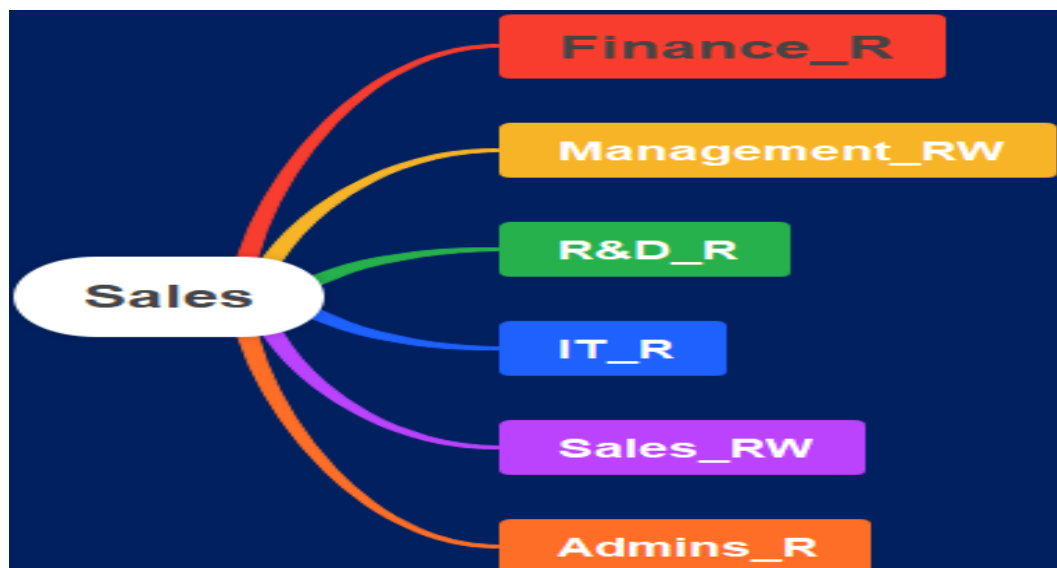 Finance_R
Management_RW
R&D_R
Sales
IT_R
Sales_RW
Admins_R